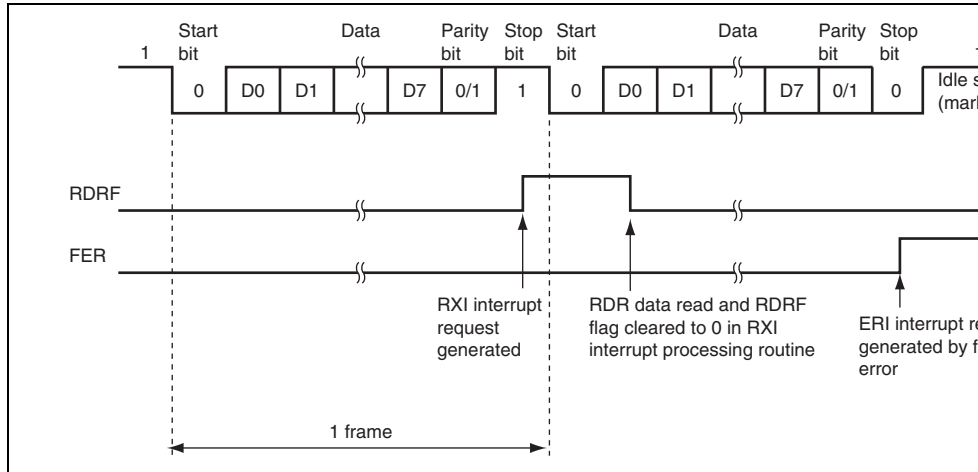 Start bit Data Parity bit Stop bit Start bit Data Parity bit Stop bit
1 0 D0 D1 D7 0/1 1 0 D0 D1 D7 0/1 0
Idle
RDRF
FER
RXI interrupt
request
generated
RDR data read and RDRF
flag cleared to 0 in RXI
interrupt processing routine
ERI interrupt
generated by
error
1 frame